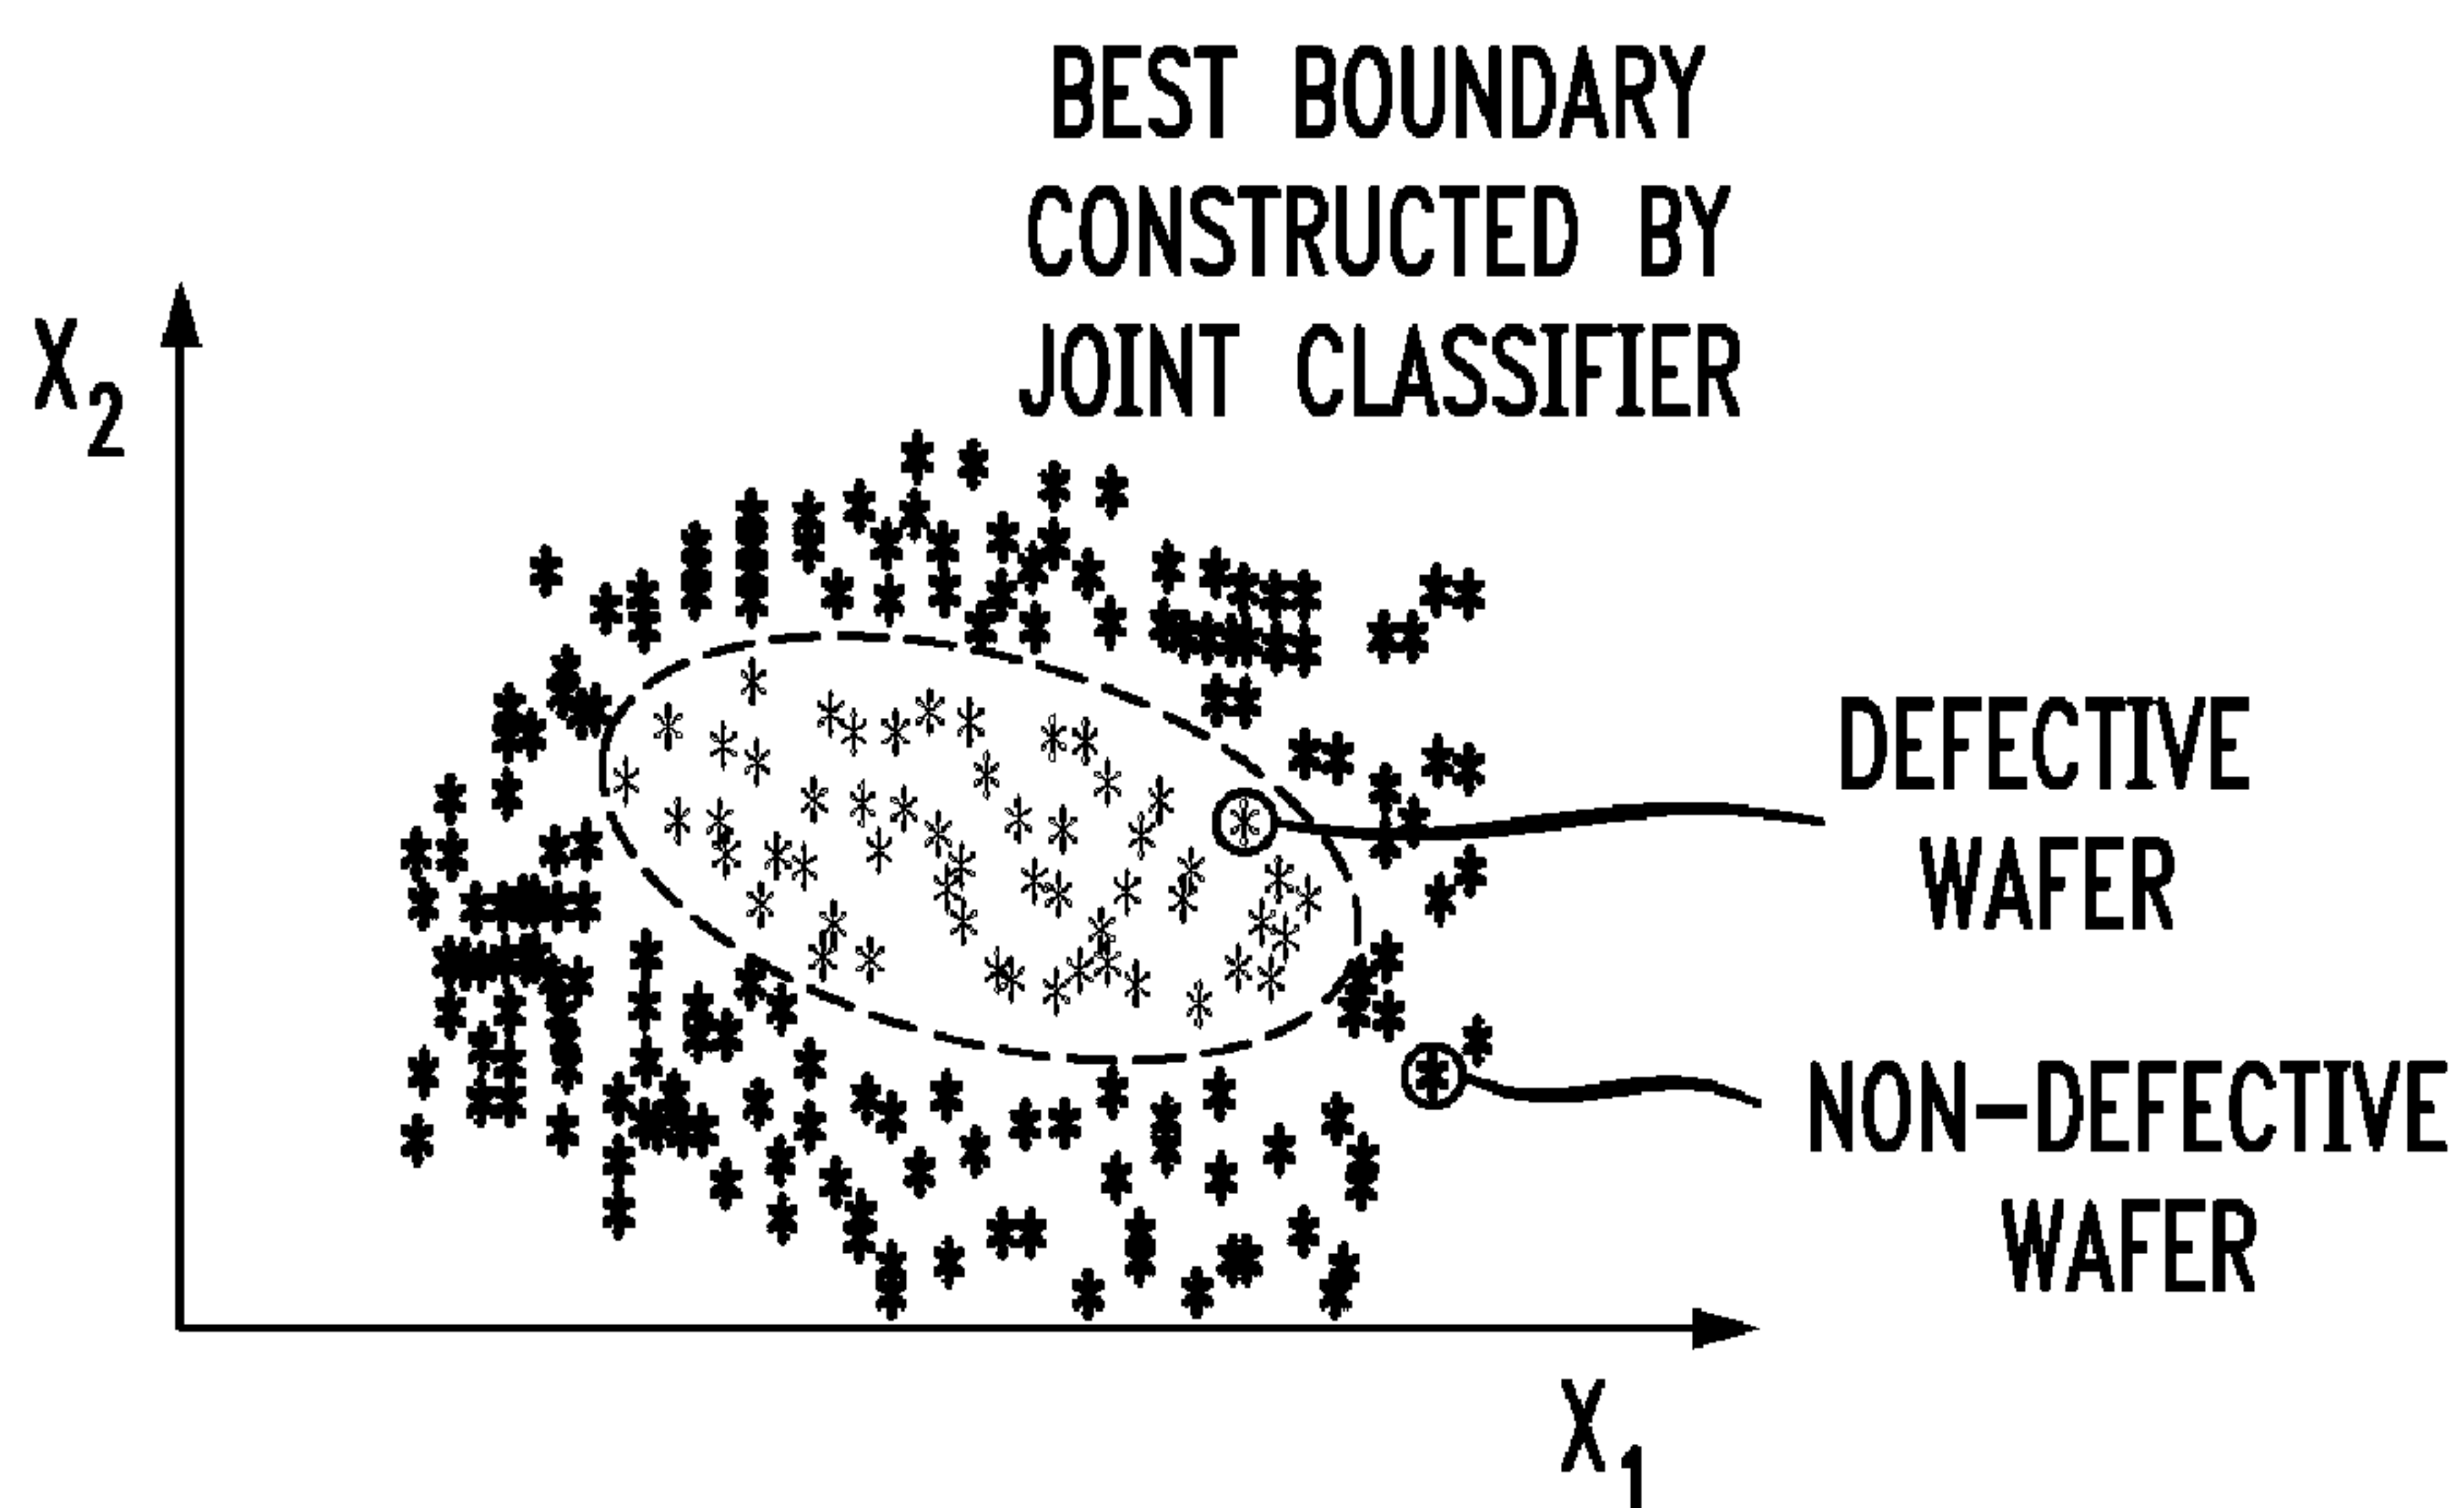 BEST BOUNDARY
CONSTRUCTED BY
JOINT CLASSIFIER
X2
DEFECTIVE
WAFER
NON-DEFECTIVE
WAFER
X1